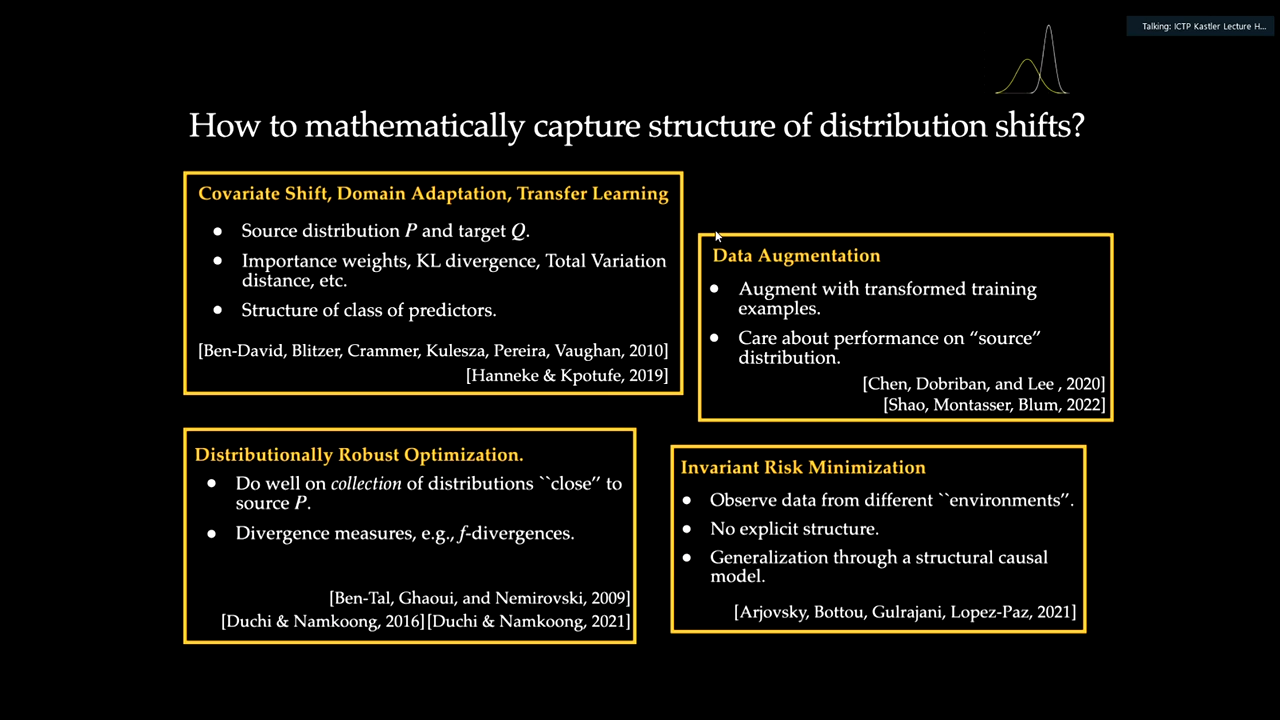 Talking: ICTP Kastler Lecture H...
How to mathematically capture structure of distribution shifts?
Covariate Shift, Domain Adaptation, Transfer Learning
● Source distribution P and target Q.
● Importance weights, KL divergence, Total Variation
distance, etc.
● Structure of class of predictors.
[Ben-David, Blitzer, Crammer, Kulesza, Pereira, Vaughan, 2010]
[Hanneke & Kpotufe, 2019]
Data Augmentation
● Augment with transformed training
examples.
● Care about performance on “source”
distribution.
[Chen, Dobriban, and Lee , 2020]
[Shao, Montasser, Blum, 2022]
Distributionally Robust Optimization.
● Do well on collection of distributions ``close” to
source P.
● Divergence measures, e.g., f-divergences.
[Ben-Tal, Ghaoui, and Nemirovski, 2009]
[Duchi & Namkoong, 2016][Duchi & Namkoong, 2021]
Invariant Risk Minimization
● Observe data from different ``environments”.
● No explicit structure.
● Generalization through a structural causal
model.
[Arjovsky, Bottou, Gulrajani, Lopez-Paz, 2021]